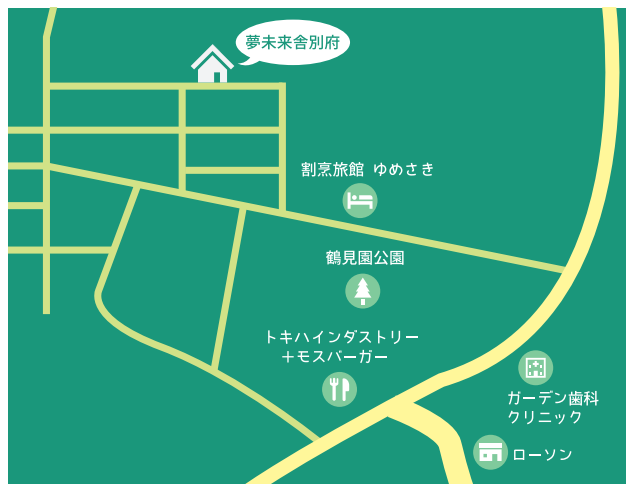 夢未来舎別府
割烹旅館 ゆめさき
鶴見園公園
トキハインダストリー
＋モスバーガー
ガーデン歯科
クリニック
ローソン